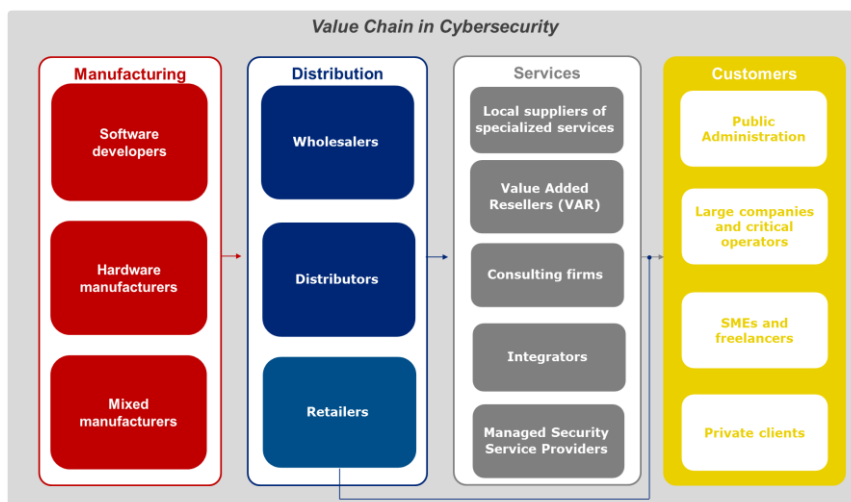 Value Chain in Cybersecurity
Manufacturing
Software
developers
Hardware
manufacturers
Mixed
manufacturers
Distribution
Wholesalers
Distributors
Retailers
Services
Local suppliers of
specialized services
Value Added
Resellers (VAR)
Consulting firms
Integrators
Managed Security
Service Providers
Customers
Public
Administration
Large companies
and critical
operators
SMEs and
freelancers
Private clients